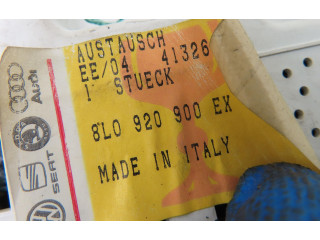 AUSTAUSCH
EE/04 41326
1 STUECK
8L0 920 900 EX
MADE IN ITALY
Audi
SEAT